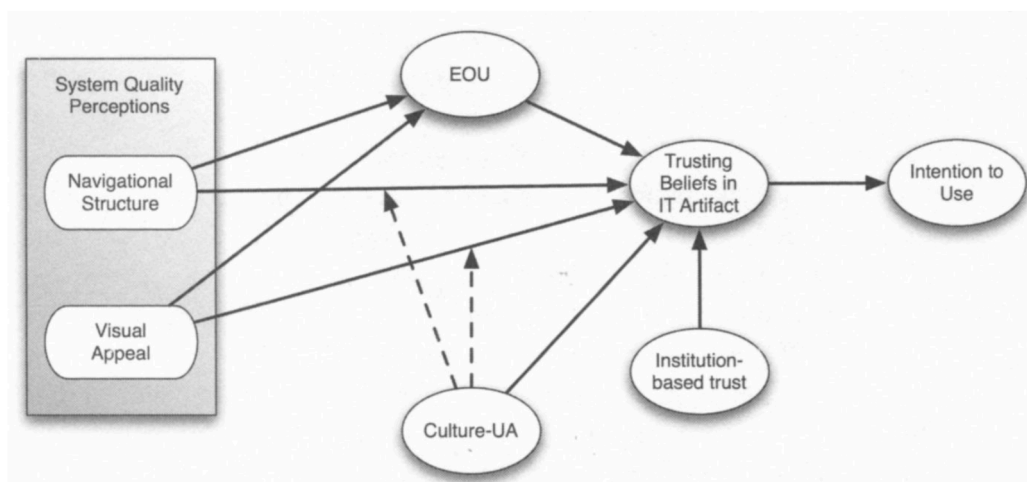 System Quality
Perceptions
Navigational
Structure
Visual
Appeal
EOU
Trusting
Beliefs in
IT Artifact
Intention to
Use
Institution-
based trust
Culture-UA